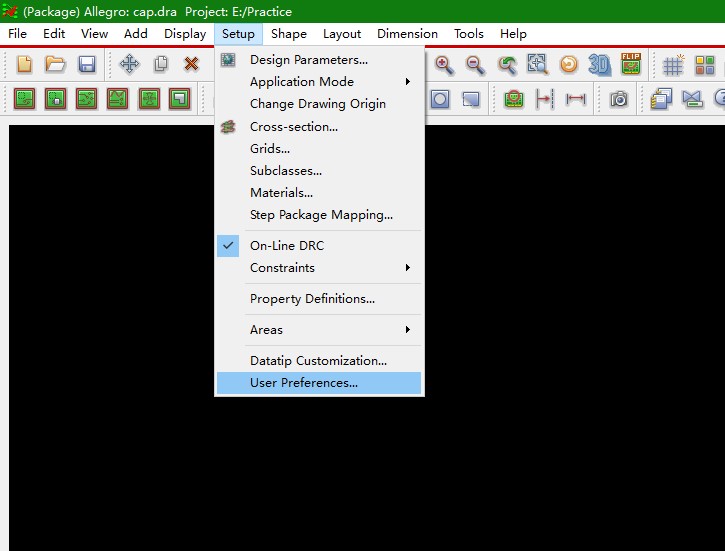 (Package) Allegro: cap.dra Project: E:/Practice
File Edit View Add Display Setup Shape Layout Dimension Tools Help
Design Parameters...
3D
FLIP
Application Mode
Change Drawing Origin
Cross-section...
Grids...
Subclasses...
Materials...
Step Package Mapping...
On-Line DRC
Constraints
Property Definitions...
Areas
Datatip Customization...
User Preferences...